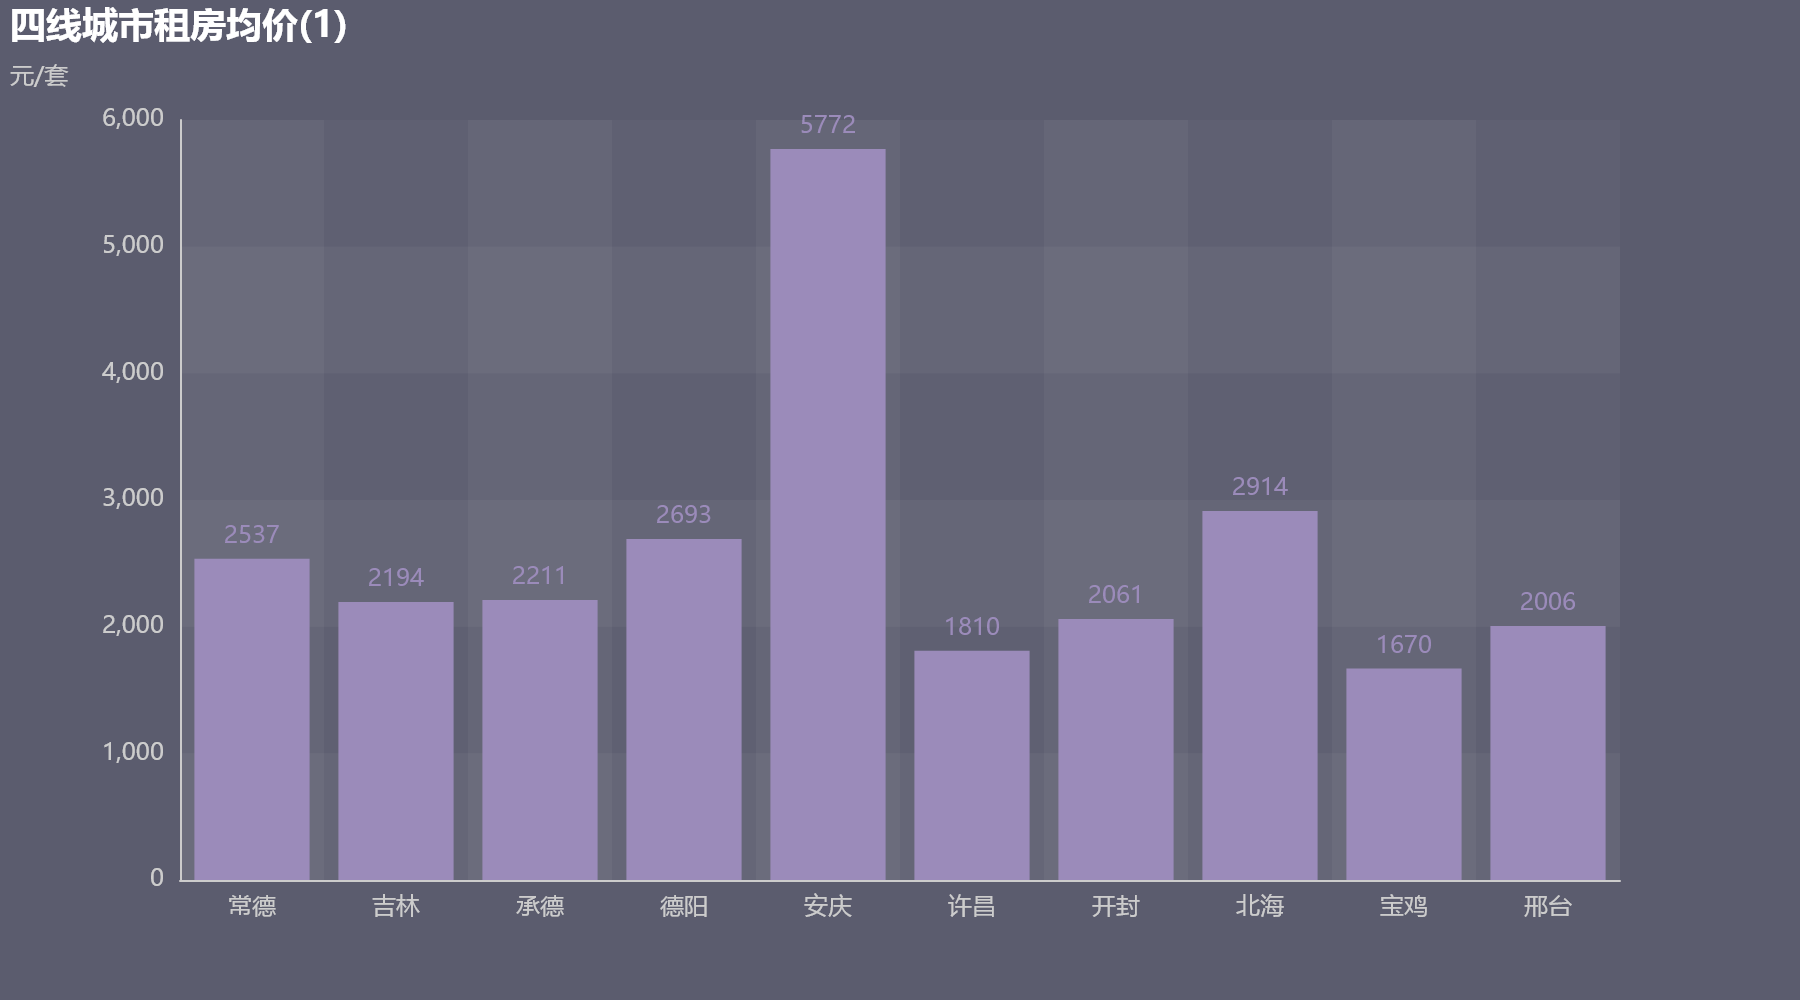 四线城市租房均价(1)
元/套
6,000
5,000
4,000
3,000
2,000
1,000
0
2537
2194
2211
2693
5772
1810
2061
2914
1670
2006
常德
吉林
承德
德阳
安庆
许昌
开封
北海
宝鸡
邢台